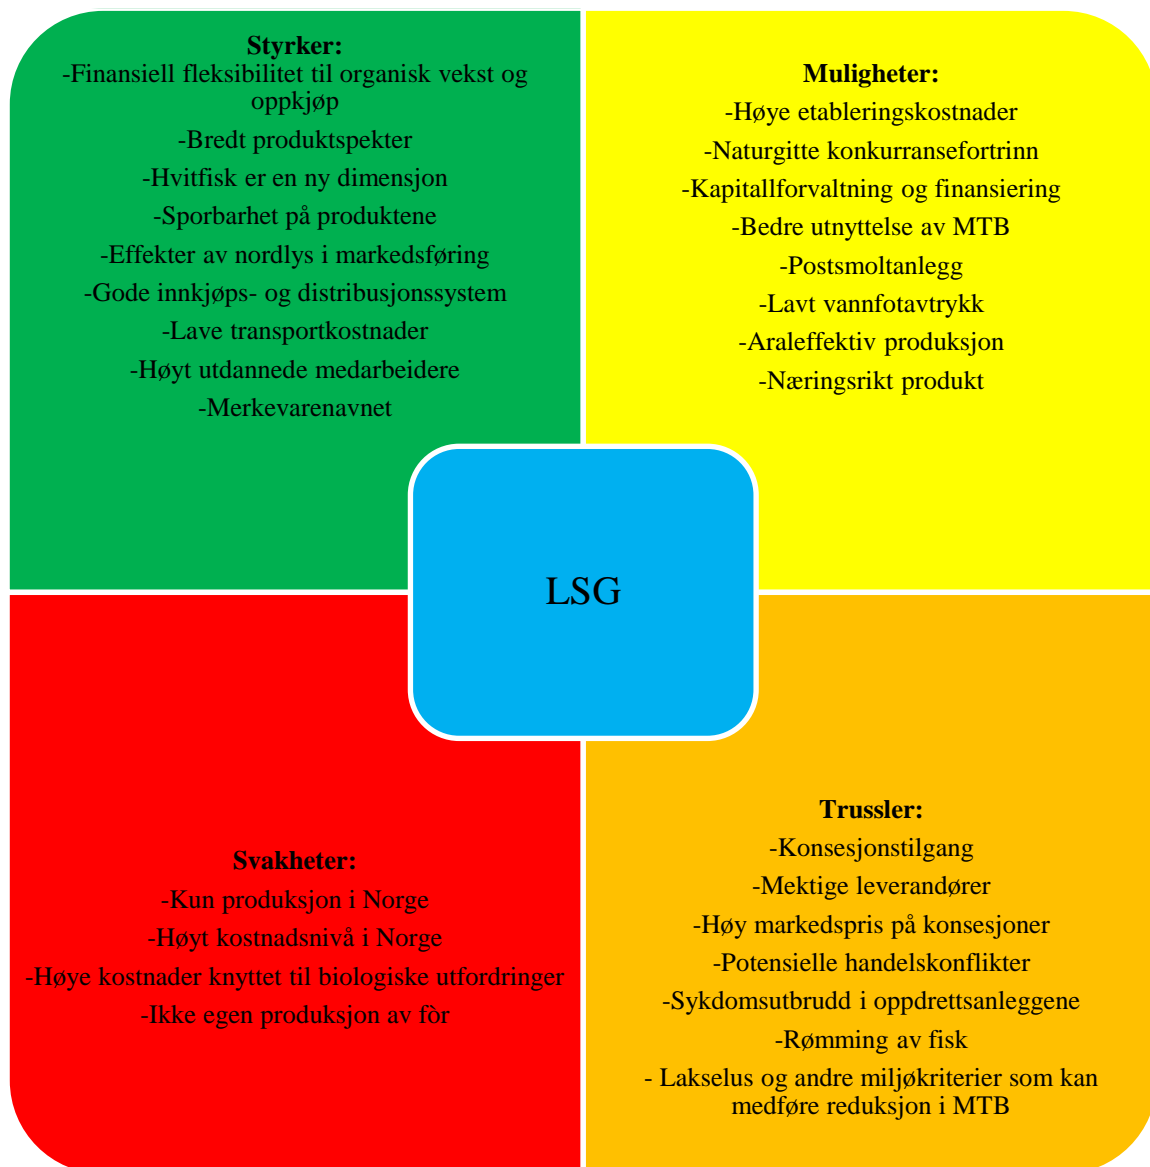 Styrker:
-Finansiell fleksibilitet til organisk vekst og
oppkjøp
-Bredt produktspekter
-Hvitfisk er en ny dimensjon
-Sporbarhet på produktene
-Effekter av nordlys i markedsføring
-Gode innkjøps- og distribusjonssystem
-Lave transportkostnader
-Høyt utdannede medarbeidere
-Merkevarenavnet
Muligheter:
-Høye etableringskostnader
-Naturgitte konkurransefortrinn
-Kapitallforvaltning og finansiering
-Bedre utnyttelse av MTB
-Postsmoltanlegg
-Lavt vannfotavtrykk
-Araleffektiv produksjon
-Næringsrikt produkt
LSG
Svakheter:
-Kun produksjon i Norge
-Høyt kostnadsnivå i Norge
-Høye kostnader knyttet til biologiske utfordringer
-Ikke egen produksjon av fòr
Trussler:
-Konsesjonstilgang
-Mektige leverandører
-Høy markedspris på konsesjoner
-Potensielle handelskonflikter
-Sykdomsutbrudd i oppdrettsanleggene
-Rømming av fisk
- Lakselus og andre miljøkriterier som kan
medføre reduksjon i MTB